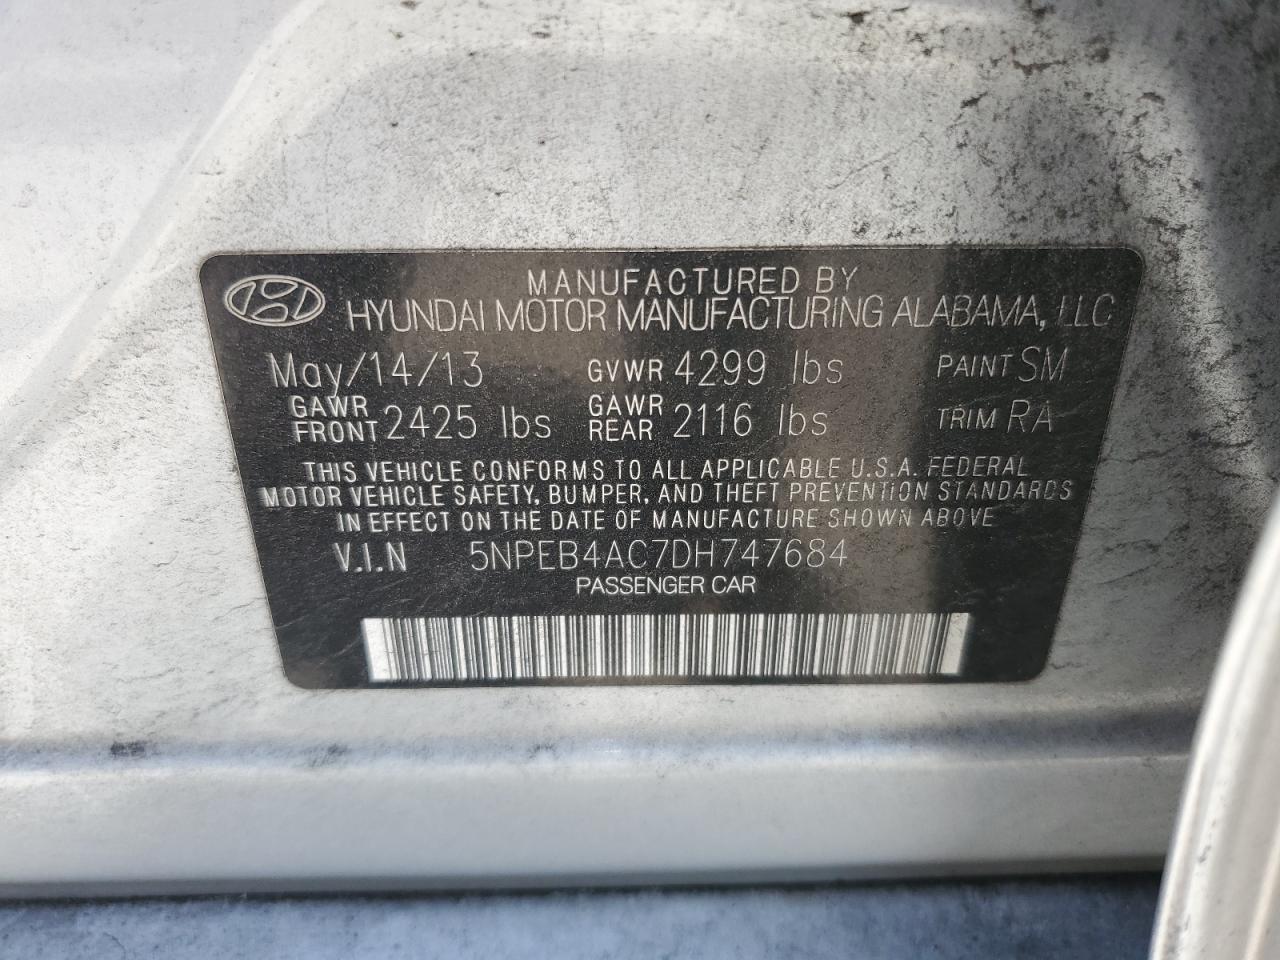 MANUFACTURED BY
HYUNDAI MOTOR MANUFACTURING ALABAMA, LLC
May/14/13 GVWR 4299 lbs PAINT SM
GAWR FRONT 2425 lbs GAWR REAR 2116 lbs TRIM RA
THIS VEHICLE CONFORMS TO ALL APPLICABLE U.S.A. FEDERAL
MOTOR VEHICLE SAFETY, BUMPER, AND THEFT PREVENTION STANDARDS
IN EFFECT ON THE DATE OF MANUFACTURE SHOWN ABOVE
V.I.N 5NPEB4AC7DH747684
PASSENGER CAR